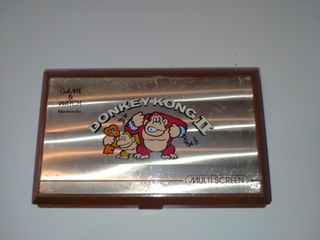 GAME
&
WATCH
Nintendo
DONKEY KONG II
MULTI SCREEN